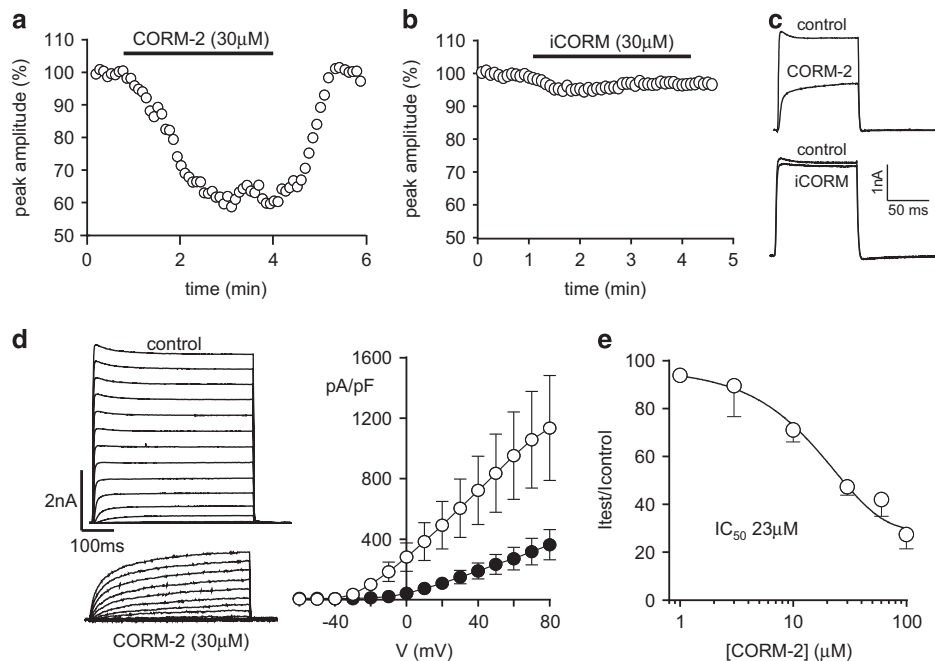 a
CORM-2 (30μM)
110
100
90
80
70
60
50
peak amplitude (%)
0
2
4
6
time (min)
b
iCORM (30μM)
110
100
90
80
70
60
50
peak amplitude (%)
0
1
2
3
4
5
time (min)
c
control
CORM-2
control
iCORM
1nA
50 ms
d
control
2nA
100ms
CORM-2 (30μM)
1600
1200
800
400
pA/pF
-40
0
40
80
V (mV)
e
100
80
60
40
20
0
Itest/Icontrol
IC50 23μM
1
10
100
[CORM-2] (μM)